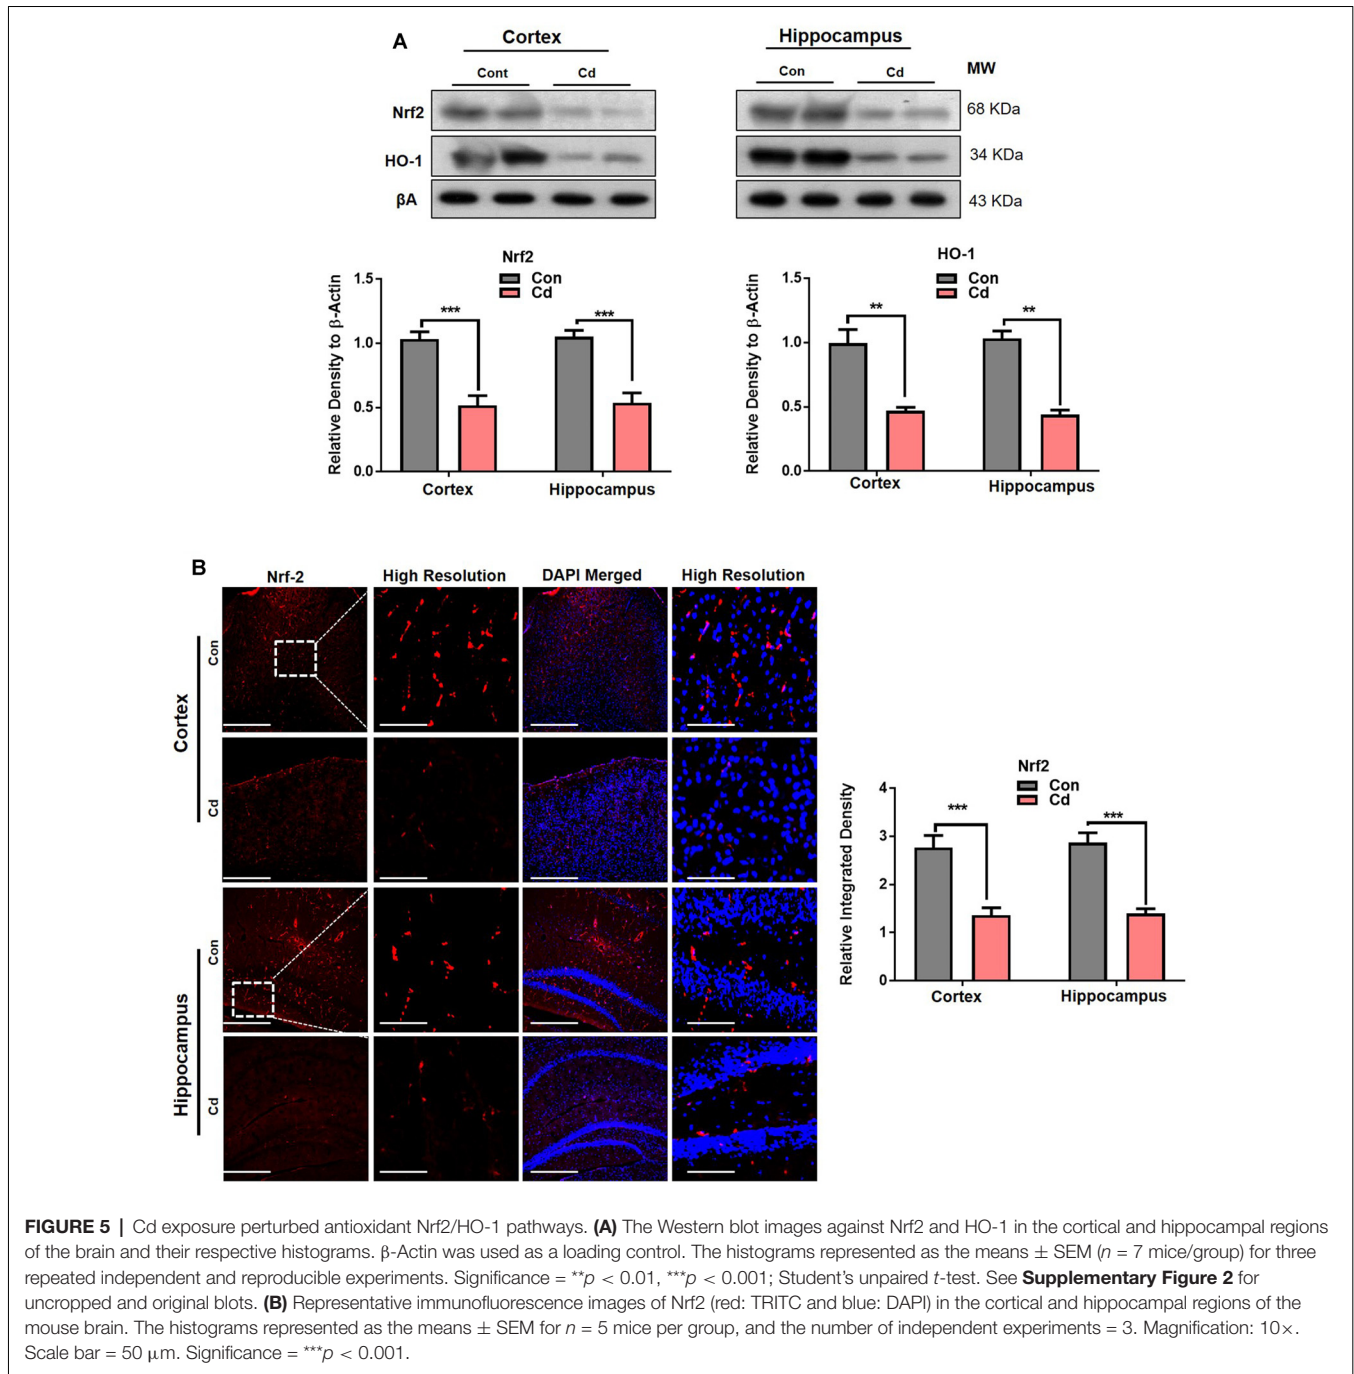 A
Cortex
Hippocampus
Cont Cd
Con Cd
MW
Nrf2
68 KDa
HO-1
34 KDa
βA
43 KDa
Nrf2
Con
Cd
Relative Density to β-Actin
1.5
1.0
0.5
0.0
***
***
Cortex Hippocampus
HO-1
Con
Cd
Relative Density to β-Actin
1.5
1.0
0.5
0.0
**
**
Cortex Hippocampus
B
Nrf-2 High Resolution DAPI Merged High Resolution
Cortex
Con
Cd
Hippocampus
Con
Cd
Nrf2
Con
Cd
Relative Integrated Density
4
3
2
1
0
***
***
Cortex Hippocampus
FIGURE 5 | Cd exposure perturbed antioxidant Nrf2/HO-1 pathways. (A) The Western blot images against Nrf2 and HO-1 in the cortical and hippocampal regions
of the brain and their respective histograms. β-Actin was used as a loading control. The histograms represented as the means ± SEM (n = 7 mice/group) for three
repeated independent and reproducible experiments. Significance = **p < 0.01, ***p < 0.001; Student's unpaired t-test. See Supplementary Figure 2 for
uncropped and original blots. (B) Representative immunofluorescence images of Nrf2 (red: TRITC and blue: DAPI) in the cortical and hippocampal regions of the
mouse brain. The histograms represented as the means ± SEM for n = 5 mice per group, and the number of independent experiments = 3. Magnification: 10×.
Scale bar = 50 μm. Significance = ***p < 0.001.